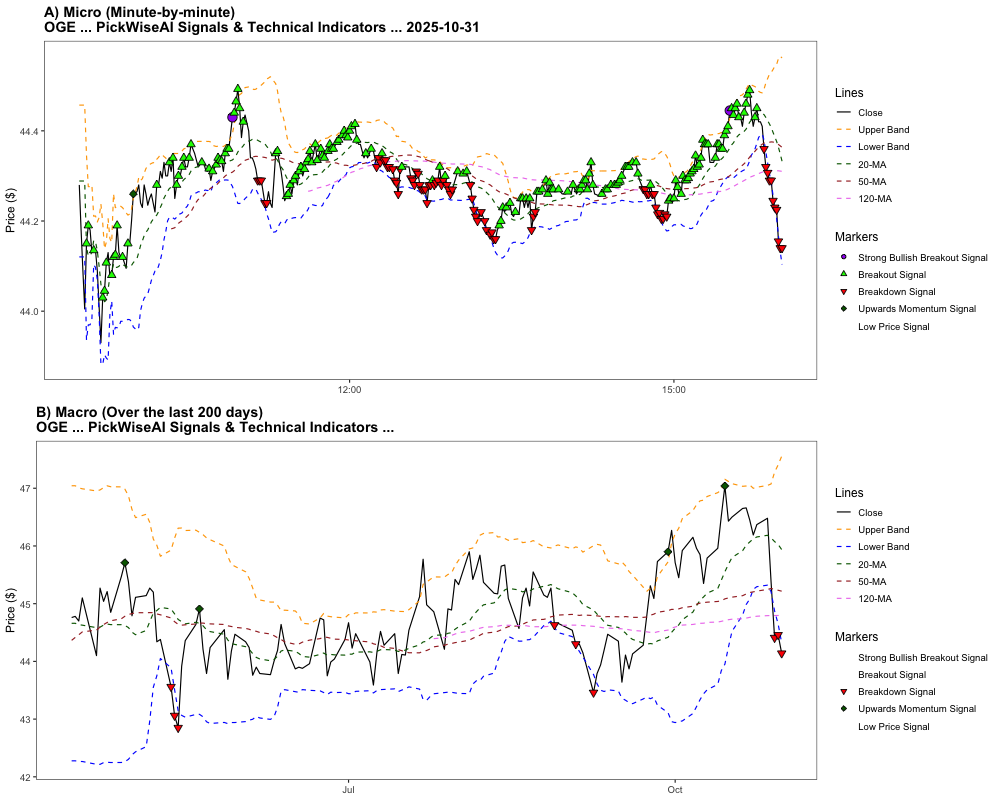 A) Micro (Minute-by-minute)
OGE ... PickWiseAI Signals & Technical Indicators ... 2025-10-31
Price ($)
44.4
44.2
44.0
12:00
15:00
Lines
Close
Upper Band
Lower Band
20-MA
50-MA
120-MA
Markers
Strong Bullish Breakout Signal
Breakout Signal
Breakdown Signal
Upwards Momentum Signal
Low Price Signal
B) Macro (Over the last 200 days)
OGE ... PickWiseAI Signals & Technical Indicators ...
Price ($)
47
46
45
44
43
42
Jul
Oct
Lines
Close
Upper Band
Lower Band
20-MA
50-MA
120-MA
Markers
Strong Bullish Breakout Signal
Breakout Signal
Breakdown Signal
Upwards Momentum Signal
Low Price Signal